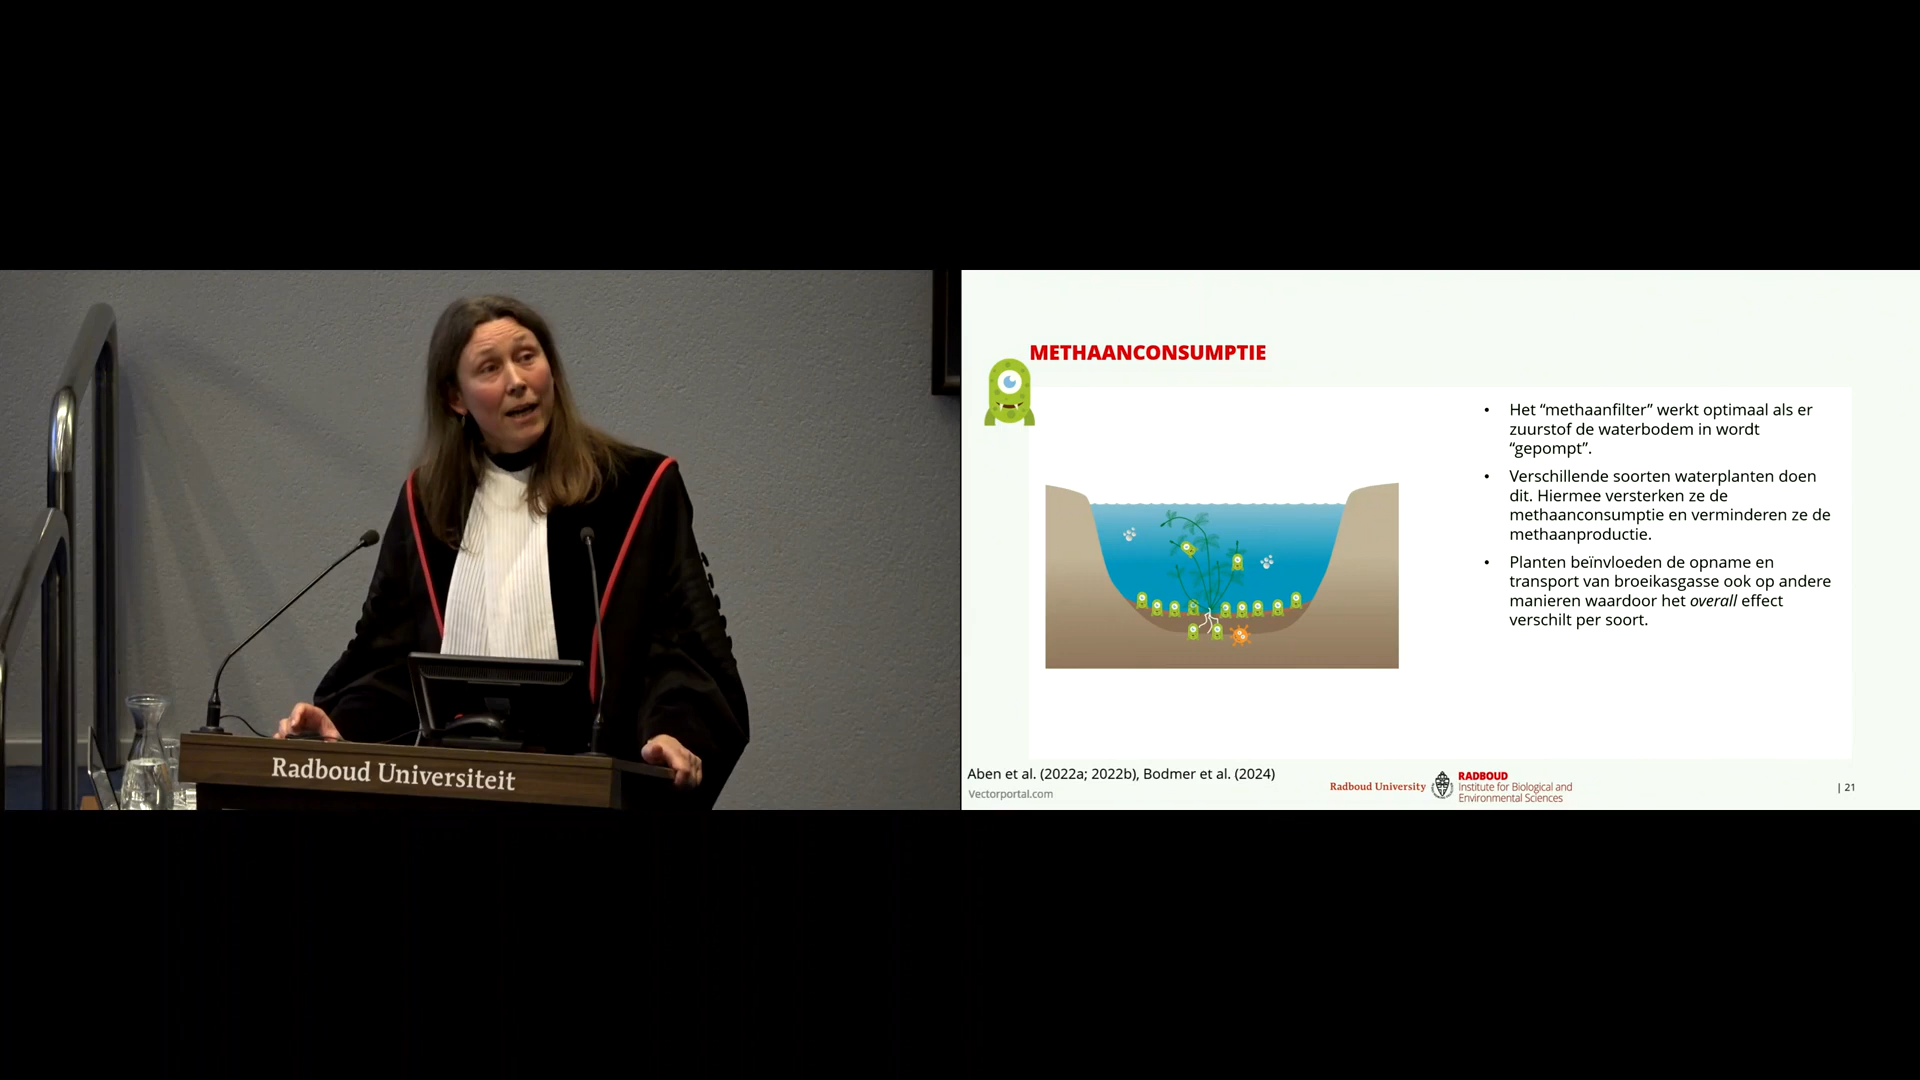 Radboud Universiteit
METHAANCONSUMPTIE
• Het “methaanfilter” werkt optimaal als er
zuurstof de waterbodem in wordt
“gepompt”.
• Verschillende soorten waterplanten doen
dit. Hiermee versterken ze de
methaanconsumptie en verminderen ze de
methaanproductie.
• Planten beïnvloeden de opname en
transport van broeikasgasse ook op andere
manieren waardoor het overall effect
verschilt per soort.
Aben et al. (2022a; 2022b), Bodmer et al. (2024)
Vectorportal.com
Radboud University
RADBOUD
Institute for Biological and
Environmental Sciences
| 21